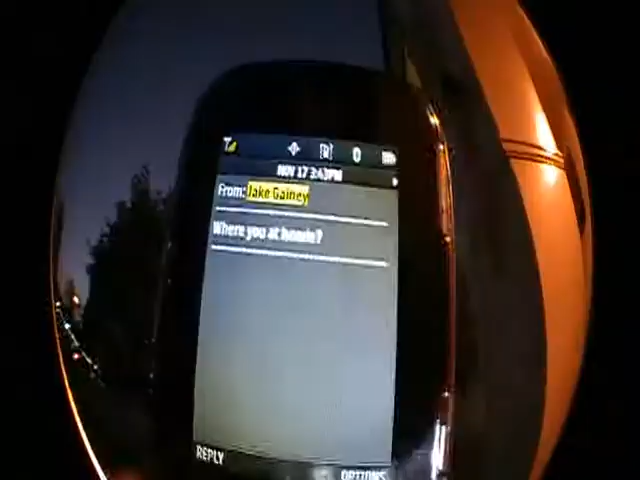 NOV 17 3:43PM
From: Jake Gainey
Where you at homie?
REPLY
OPTIONS